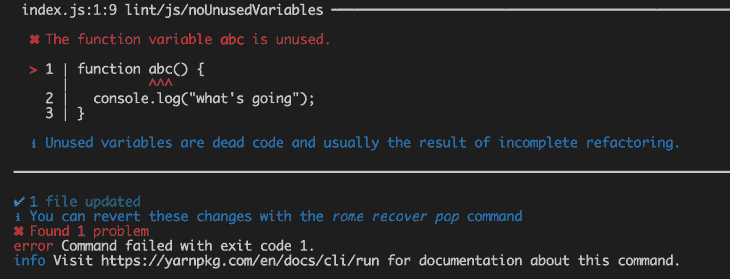 index.js:1:9 lint/js/noUnusedVariables
✖ The function variable abc is unused.
> 1 | function abc() {
| ^^^
2 | console.log("what's going");
3 | }
ℹ Unused variables are dead code and usually the result of incomplete refactoring.
✔ 1 file updated
ℹ You can revert these changes with the rome recover pop command
✖ Found 1 problem
error Command failed with exit code 1.
info Visit https://yarnpkg.com/en/docs/cli/run for documentation about this command.